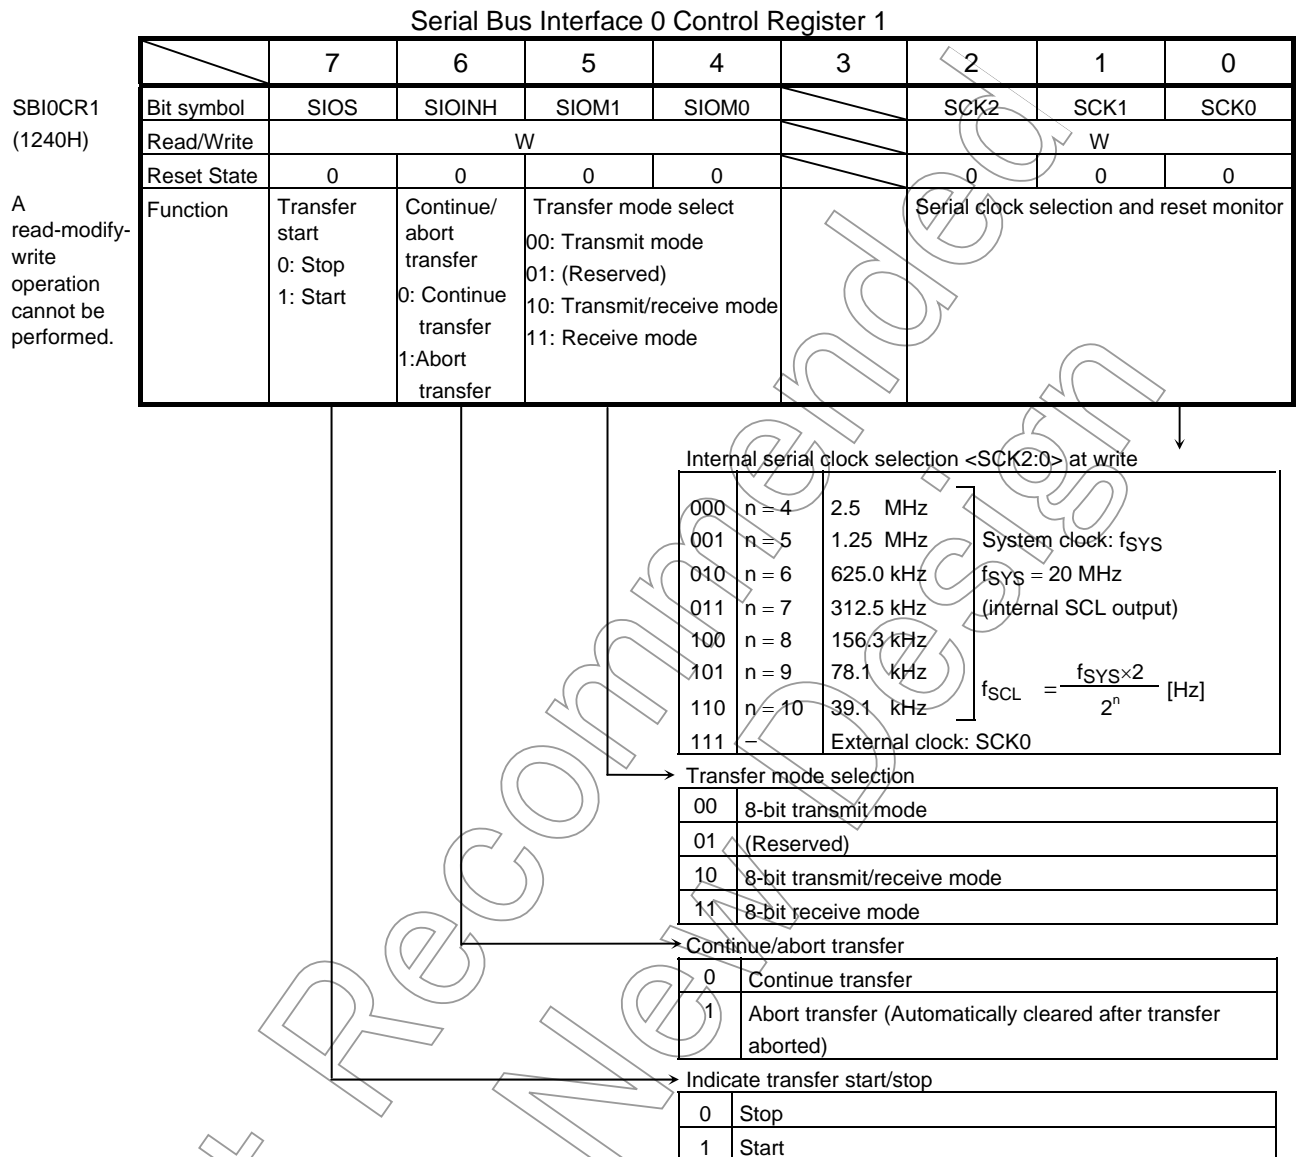 Serial Bus Interface 0 Control Register 1
7 6 5 4 3 2 1 0
SBI0CR1
(1240H)
A
read-modify-
write
operation
cannot be
performed.
Bit symbol SIOS SIOINH SIOM1 SIOM0 SCK2 SCK1 SCK0
Read/Write W W
Reset State 0 0 0 0 0 0 0
Function
Transfer
start
0: Stop
1: Start
Continue/
abort
transfer
0: Continue
transfer
1:Abort
transfer
Transfer mode select
00: Transmit mode
01: (Reserved)
10: Transmit/receive mode
11: Receive mode
Serial clock selection and reset monitor
Internal serial clock selection <SCK2:0> at write
000 n = 4 2.5 MHz
001 n = 5 1.25 MHz
010 n = 6 625.0 kHz
011 n = 7 312.5 kHz
100 n = 8 156.3 kHz
101 n = 9 78.1 kHz
110 n = 10 39.1 kHz
111 − External clock: SCK0
System clock: fSYS
fSYS = 20 MHz
(internal SCL output)
fSCL = fSYS×2 / 2^n [Hz]
Transfer mode selection
00 8-bit transmit mode
01 (Reserved)
10 8-bit transmit/receive mode
11 8-bit receive mode
Continue/abort transfer
0 Continue transfer
1 Abort transfer (Automatically cleared after transfer
aborted)
Indicate transfer start/stop
0 Stop
1 Start
Recommended
New Design